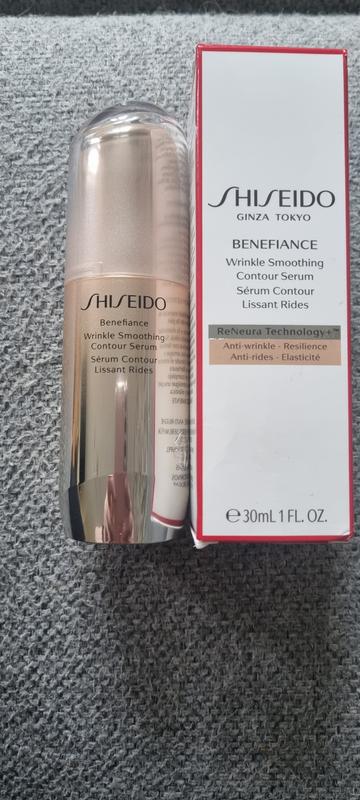 SHISEIDO
Benefiance
Wrinkle Smoothing
Contour Serum
Sérum Contour
Lissant Rides
SHISEIDO
GINZA TOKYO
BENEFIANCE
Wrinkle Smoothing
Contour Serum
Sérum Contour
Lissant Rides
ReNeura Technology+™
Anti-wrinkle - Resilience
Anti-rides - Elasticité
℮30mL 1 FL. OZ.